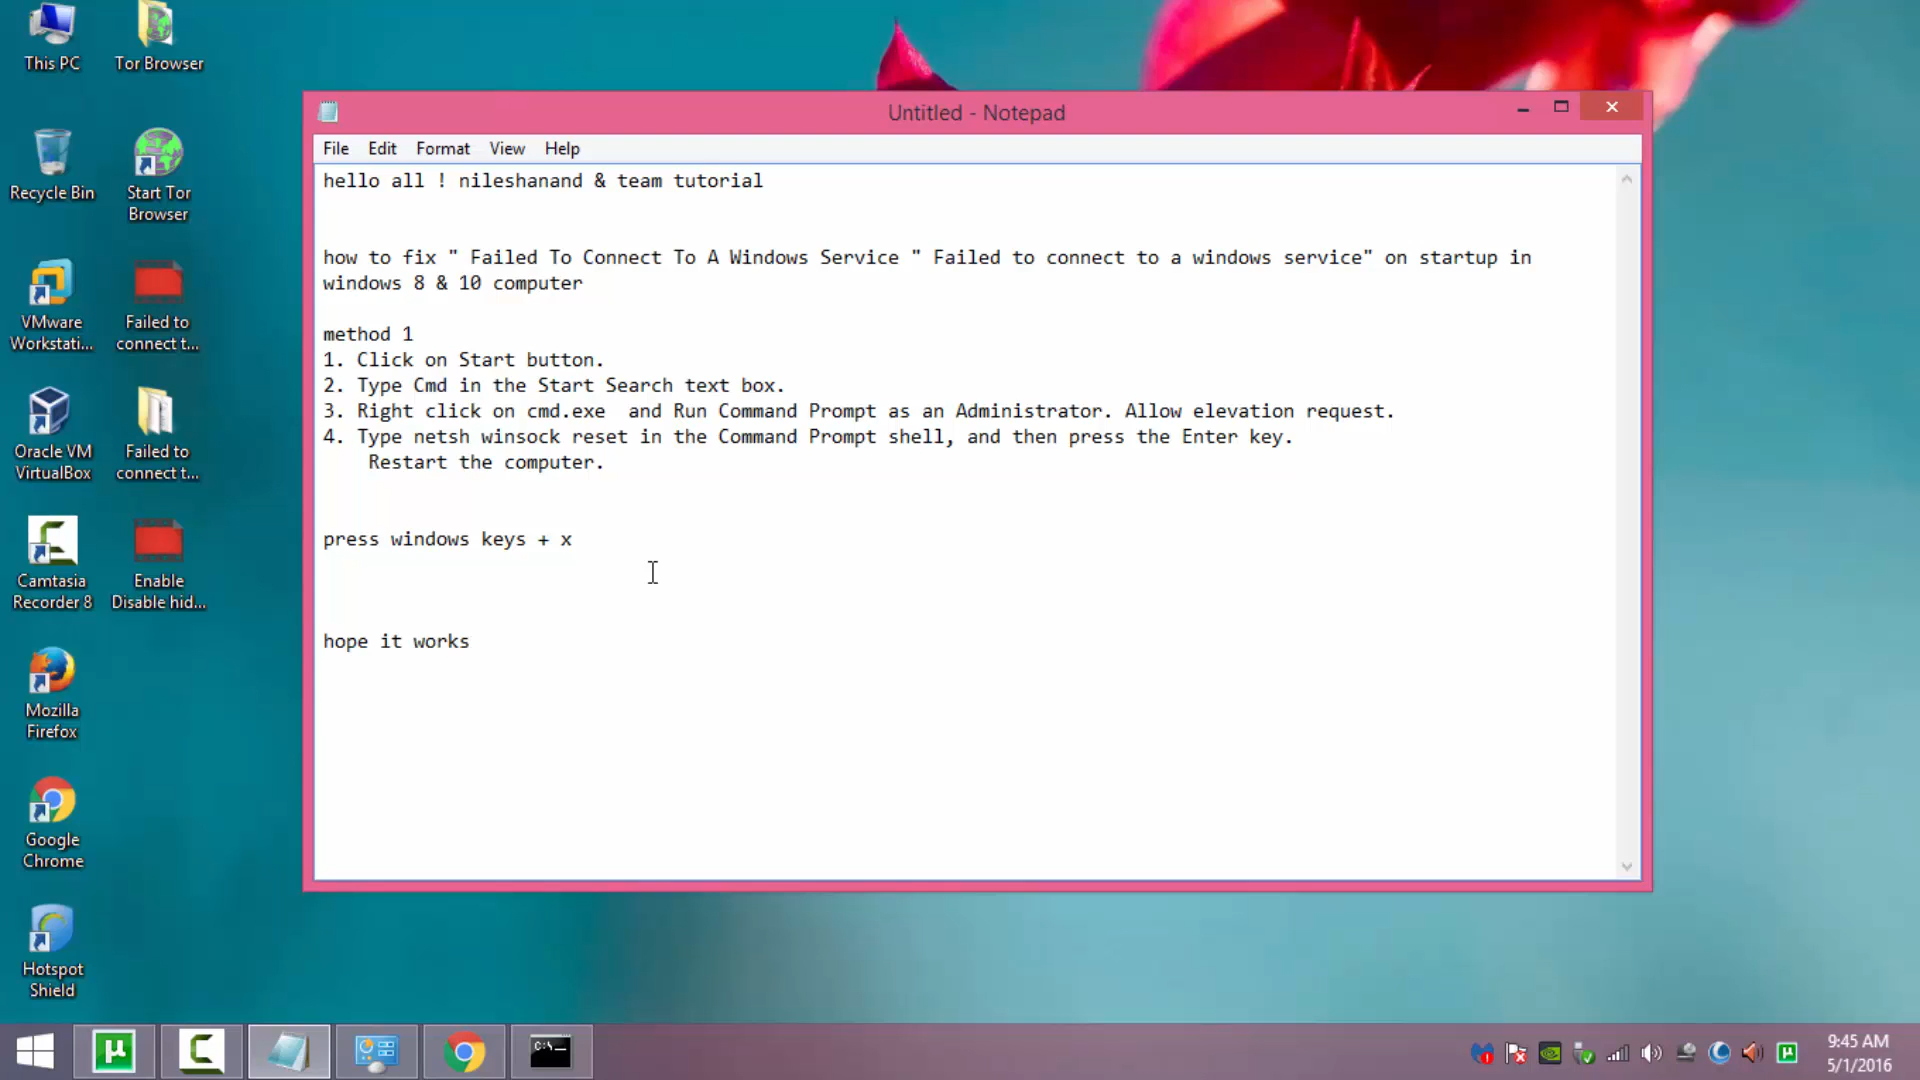 This PC
Tor Browser
Untitled - Notepad
File Edit Format View Help
hello all ! nileshanand & team tutorial
how to fix " Failed To Connect To A Windows Service " Failed to connect to a windows service" on startup in
windows 8 & 10 computer
method 1
1. Click on Start button.
2. Type Cmd in the Start Search text box.
3. Right click on cmd.exe  and Run Command Prompt as an Administrator. Allow elevation request.
4. Type netsh winsock reset in the Command Prompt shell, and then press the Enter key.
Restart the computer.
press windows keys + x
hope it works
Recycle Bin
Start Tor
Browser
VMware
Workstati...
Failed to
connect t...
Oracle VM
VirtualBox
Failed to
connect t...
Camtasia
Recorder 8
Enable
Disable hid...
Mozilla
Firefox
Google
Chrome
Hotspot
Shield
C:\_
9:45 AM
5/1/2016